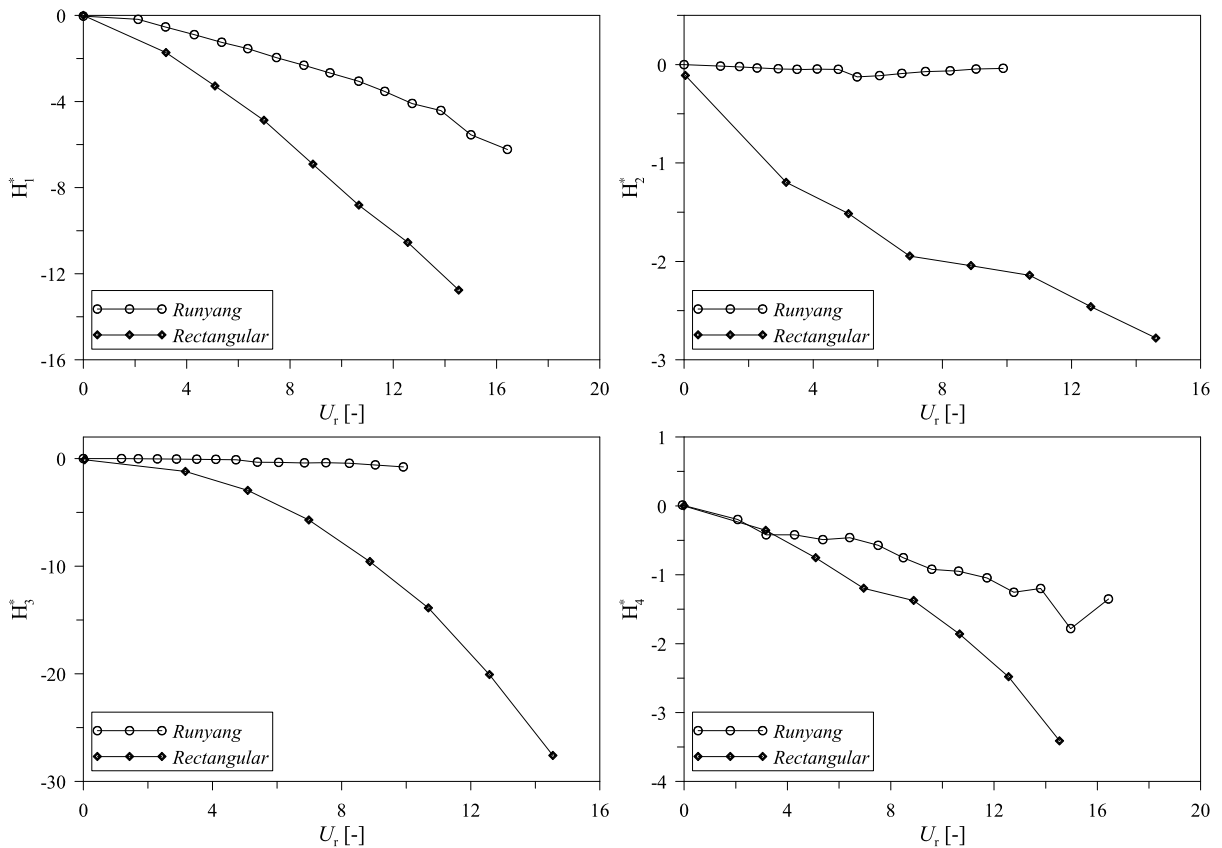 0
-4
-8
-12
-16
H*1
0 4 8 12 16 20
Ur [-]
Runyang
Rectangular
0
-1
-2
-3
H*2
0 4 8 12 16
Ur [-]
Runyang
Rectangular
0
-10
-20
-30
H*3
0 4 8 12 16
Ur [-]
Runyang
Rectangular
1
0
-1
-2
-3
-4
H*4
0 4 8 12 16 20
Ur [-]
Runyang
Rectangular